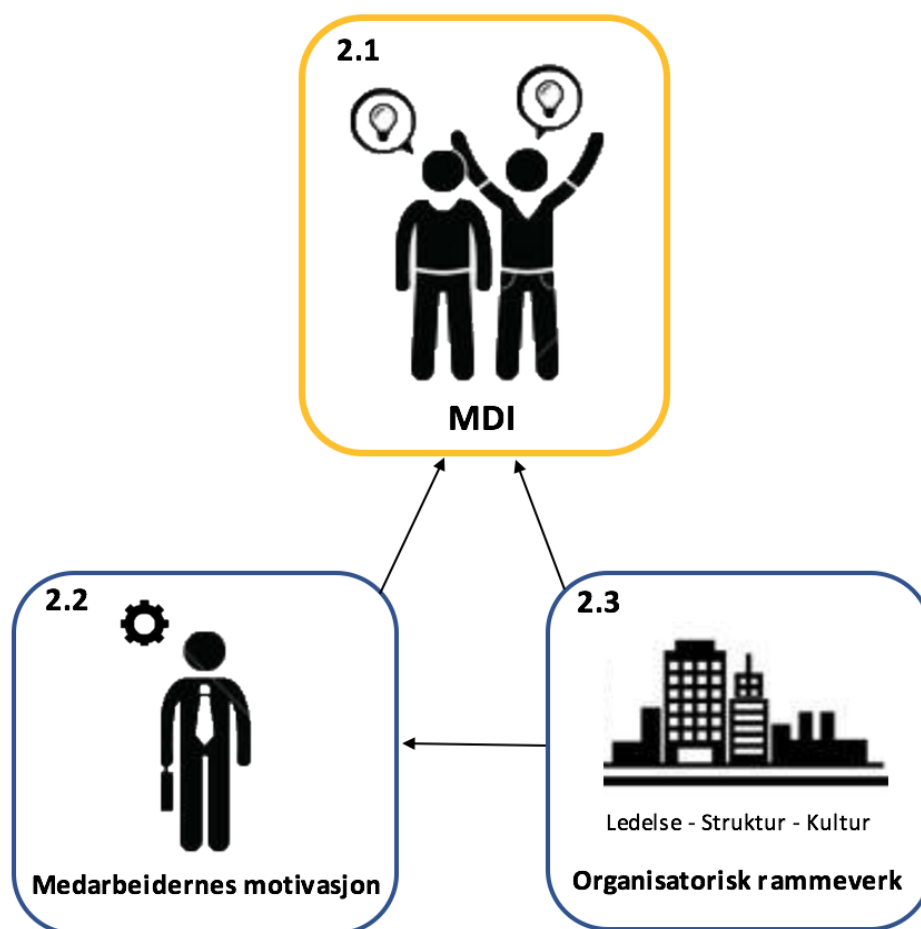 2.1
MDI
2.2
Medarbeidernes motivasjon
2.3
Ledelse - Struktur - Kultur
Organisatorisk rammeverk